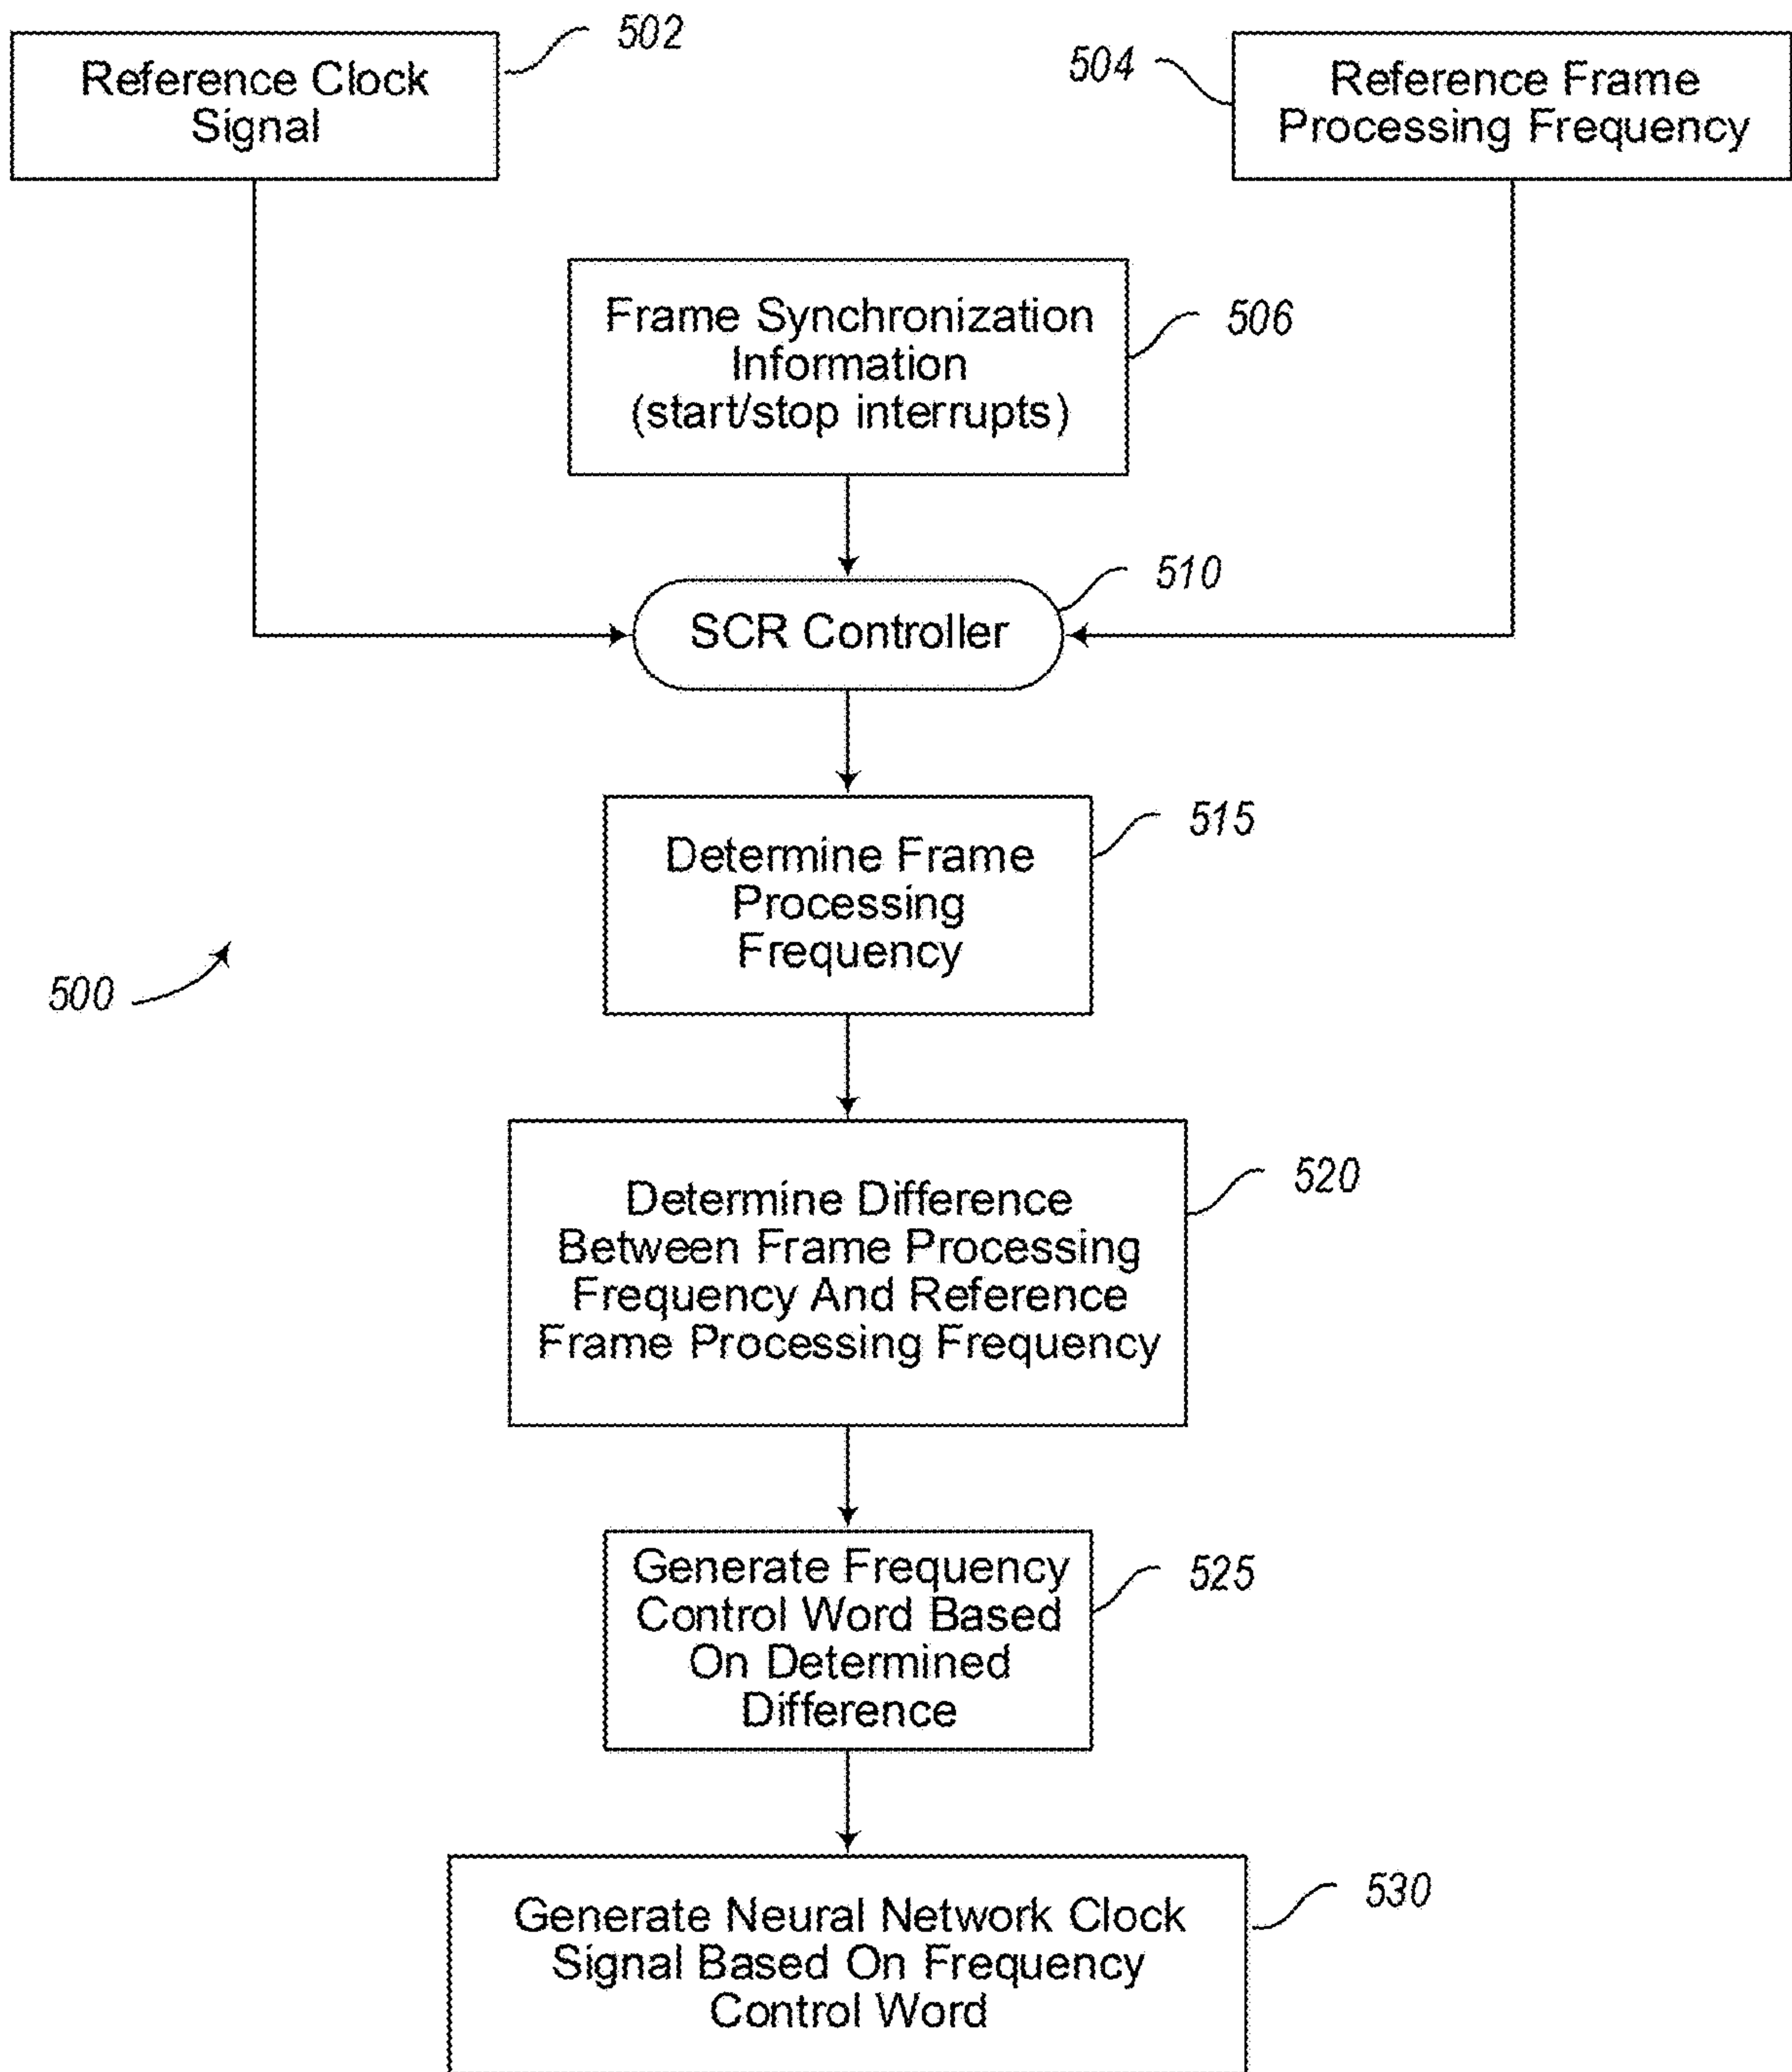 502
Reference Clock
Signal
504
Reference Frame
Processing Frequency
Frame Synchronization
Information
(start/stop interrupts)
506
510
SCR Controller
515
Determine Frame
Processing
Frequency
500
520
Determine Difference
Between Frame Processing
Frequency And Reference
Frame Processing Frequency
525
Generate Frequency
Control Word Based
On Determined
Difference
530
Generate Neural Network Clock
Signal Based On Frequency
Control Word